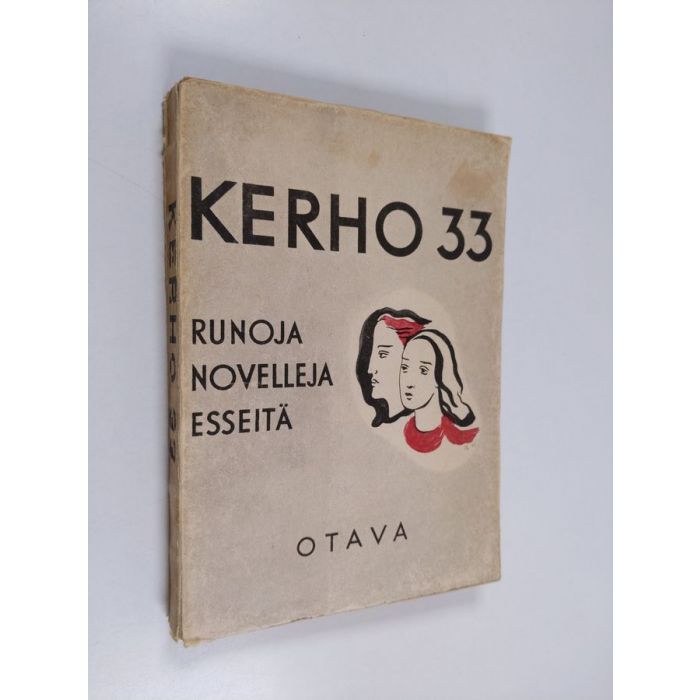 KERHO 33
RUNOJA
NOVELLEJA
ESSEITÄ
OTAVA
KERHO 33